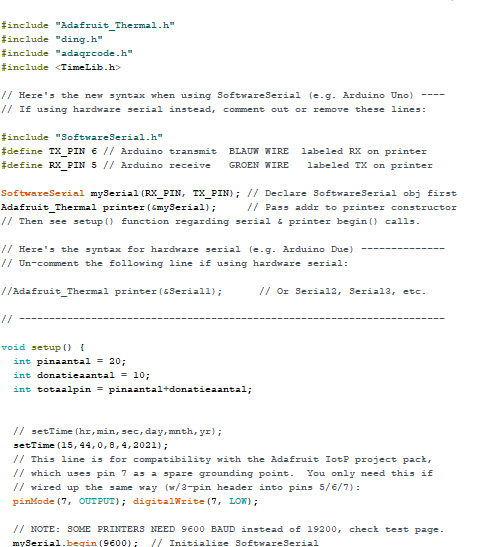 #include "Adafruit_Thermal.h"
#include "ding.h"
#include "adaqrcode.h"
#include <TimeLib.h>
// Here's the new syntax when using SoftwareSerial (e.g. Arduino Uno) ----
// If using hardware serial instead, comment out or remove these lines:
#include "SoftwareSerial.h"
#define TX_PIN 6 // Arduino transmit  BLAUW WIRE  labeled RX on printer
#define RX_PIN 5 // Arduino receive   GROEN WIRE   labeled TX on printer
SoftwareSerial mySerial(RX_PIN, TX_PIN); // Declare SoftwareSerial obj first
Adafruit_Thermal printer(&mySerial);     // Pass addr to printer constructor
// Then see setup() function regarding serial & printer begin() calls.
// Here's the syntax for hardware serial (e.g. Arduino Due) --------------
// Un-comment the following line if using hardware serial:
//Adafruit_Thermal printer(&Serial1);      // Or Serial2, Serial3, etc.
// -----------------------------------------------------------------------
void setup() {
  int pinaantal = 20;
  int donatieaantal = 10;
  int totaalpin = pinaantal+donatieaantal;
  // setTime(hr,min,sec,day,mnth,yr);
  setTime(15,44,0,8,4,2021);
  // This line is for compatibility with the Adafruit IotP project pack,
  // which uses pin 7 as a spare grounding point.  You only need this if
  // wired up the same way (w/3-pin header into pins 5/6/7):
  pinMode(7, OUTPUT); digitalWrite(7, LOW);
  // NOTE: SOME PRINTERS NEED 9600 BAUD instead of 19200, check test page.
  mySerial.begin(9600);  // Initialize SoftwareSerial